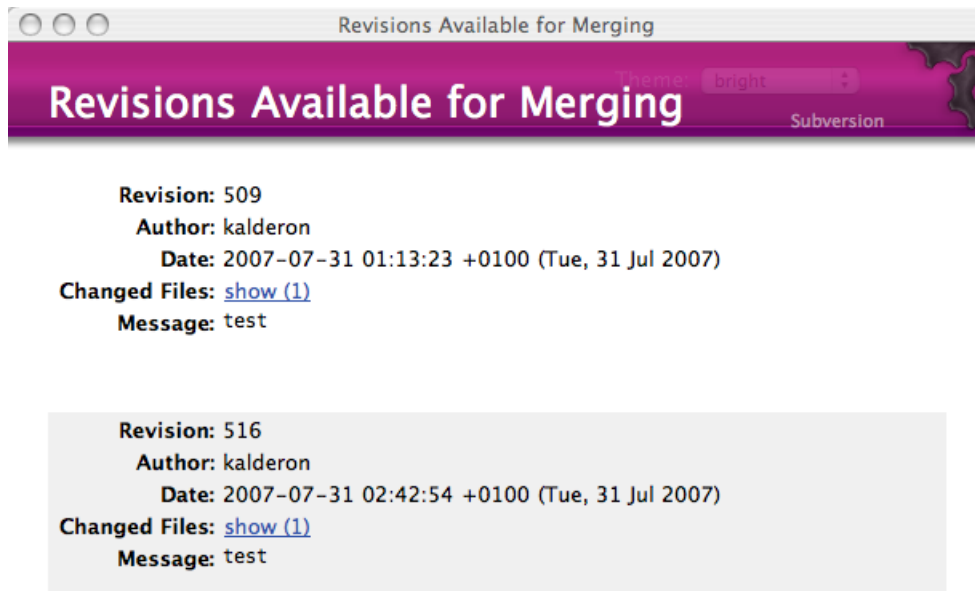 Revisions Available for Merging
Theme: bright
Revisions Available for Merging
Subversion
Revision: 509
Author: kalderon
Date: 2007-07-31 01:13:23 +0100 (Tue, 31 Jul 2007)
Changed Files: show (1)
Message: test
Revision: 516
Author: kalderon
Date: 2007-07-31 02:42:54 +0100 (Tue, 31 Jul 2007)
Changed Files: show (1)
Message: test